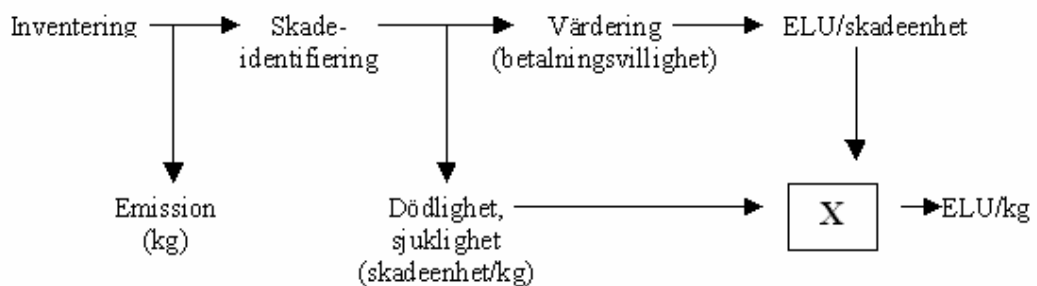 Inventering
Skade-
identifiering
Värdering
(betalningsvillighet)
ELU/skadeenhet
Emission
(kg)
Dödlighet,
sjuklighet
(skadeenhet/kg)
X
ELU/kg